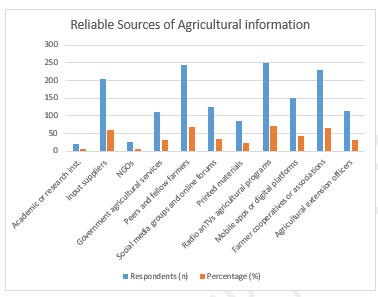 Reliable Sources of Agricultural information
300
250
200
150
100
50
0
Academic or research inst.
Input suppliers
NGOs
Government agricultural services
Peers and fellow farmers
Social media groups and online forums
Printed materials
Radio anTVs agricultural programs
Mobile apps or digital platforms
Farmer cooperatives or associations
Agricultural extension officers
Respondents (n) Percentage (%)